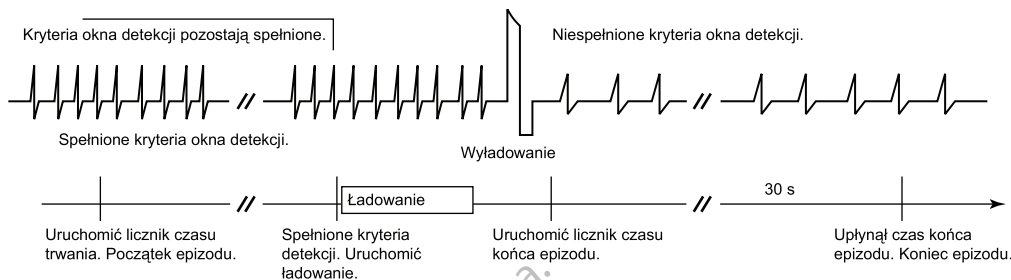 Kryteria okna detekcji pozostają spełnione.
Niespełnione kryteria okna detekcji.
Spełnione kryteria okna detekcji.
Wyładowanie
Ładowanie
30 s
Uruchomić licznik czasu
trwania. Początek epizodu.
Spełnione kryteria
detekcji. Uruchomić
ładowanie.
Uruchomić licznik czasu
końca epizodu.
Upłynął czas końca
epizodu. Koniec epizodu.